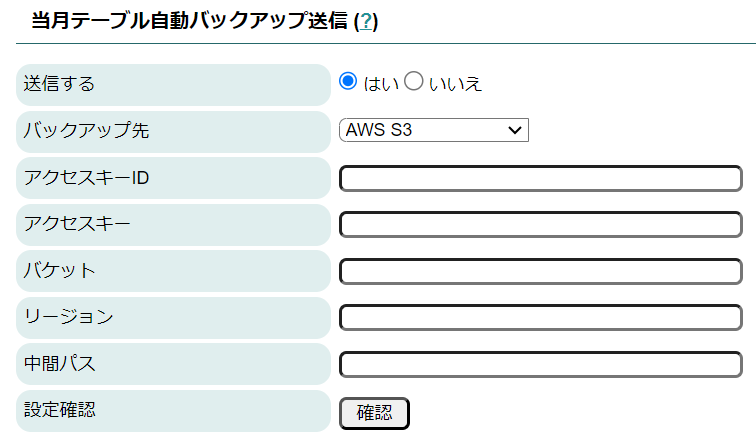 当月テーブル自動バックアップ送信 (?)
送信する はい いいえ
バックアップ先 AWS S3
アクセスキーID
アクセスキー
バケット
リージョン
中間パス
設定確認 確認